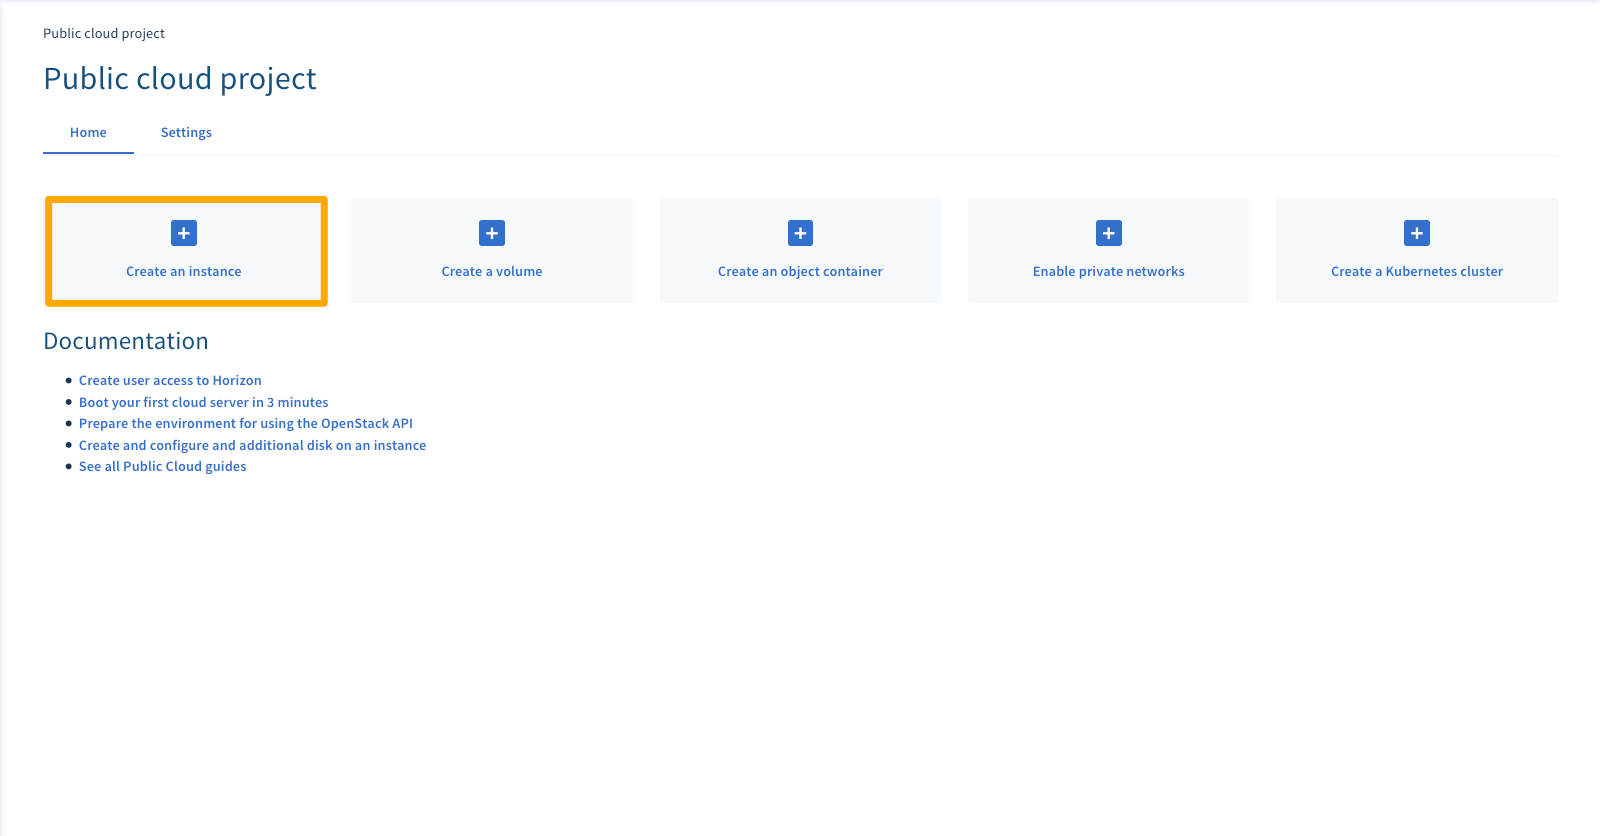 Public cloud project
Public cloud project
Home Settings
Create an instance Create a volume Create an object container Enable private networks Create a Kubernetes cluster
Documentation
Create user access to Horizon
Boot your first cloud server in 3 minutes
Prepare the environment for using the OpenStack API
Create and configure and additional disk on an instance
See all Public Cloud guides